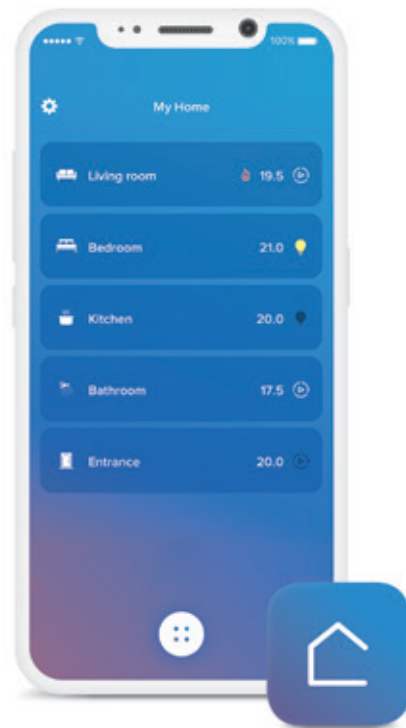 100%
My Home
Living room 19.5
Bedroom 21.0
Kitchen 20.0
Bathroom 17.5
Entrance 20.0